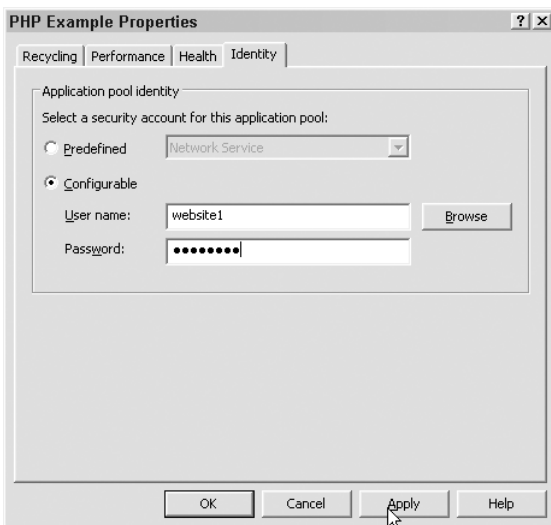 PHP Example Properties
Recycling Performance Health Identity
Application pool identity
Select a security account for this application pool:
Predefined Network Service
Configurable
User name: website1 Browse
Password: ●●●●●●●●
OK Cancel Apply Help